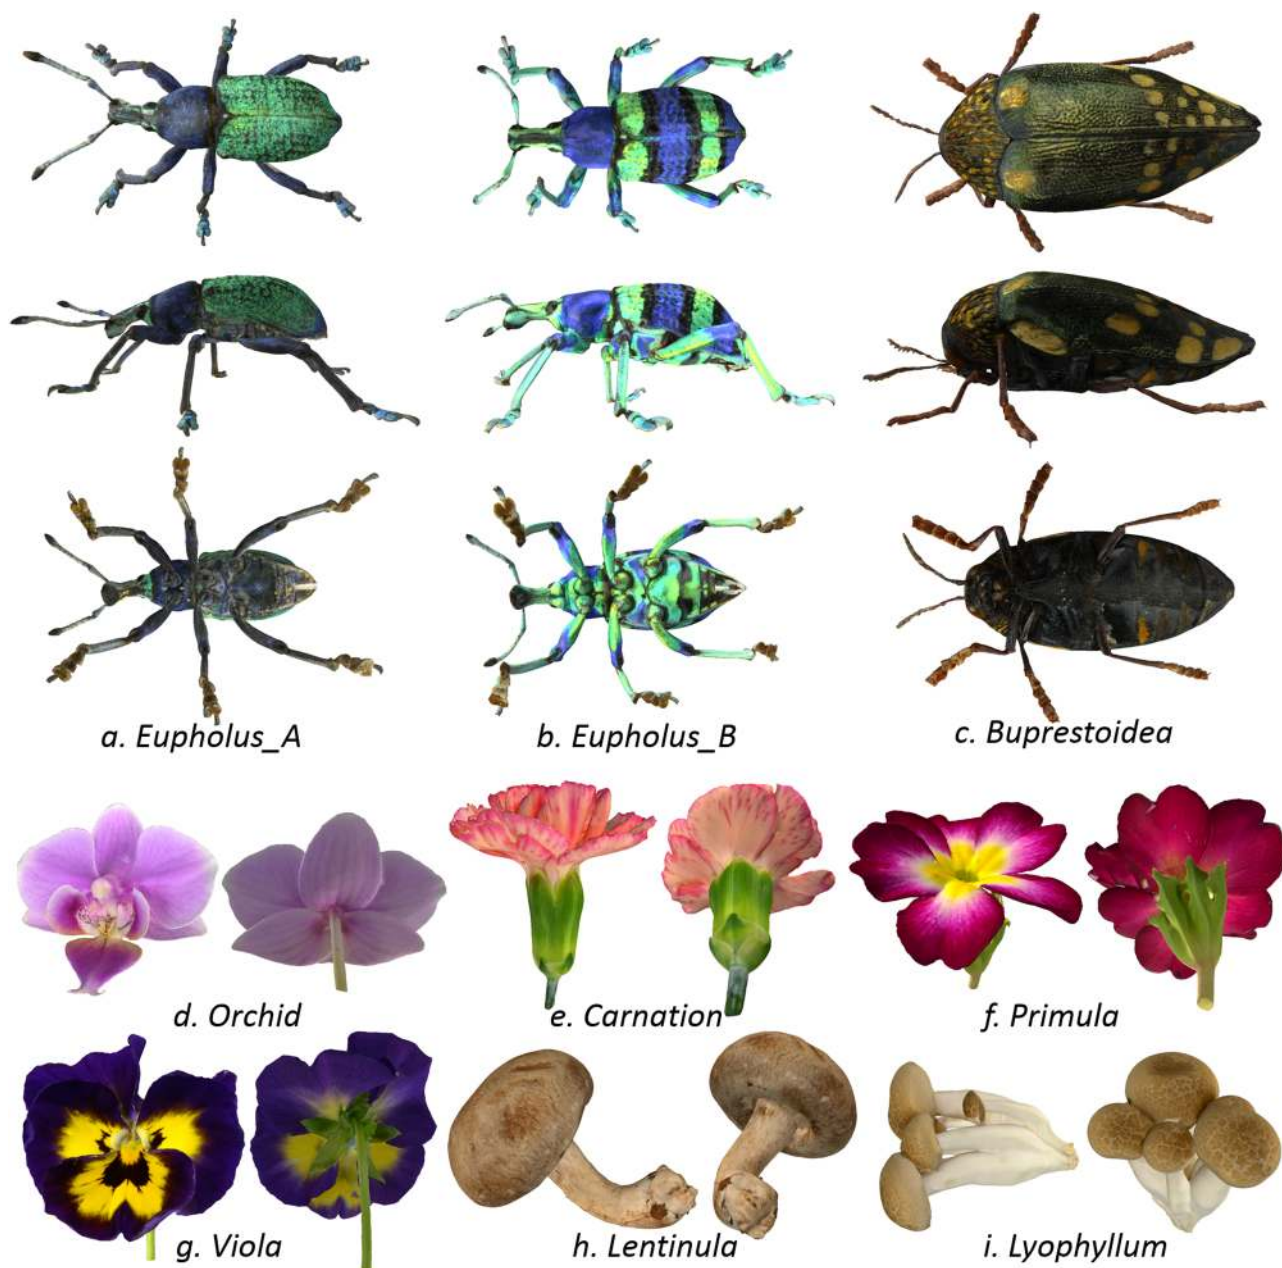 a. Eupholus_A
b. Eupholus_B
c. Buprestoidea
d. Orchid
e. Carnation
f. Primula
g. Viola
h. Lentinula
i. Lyophyllum